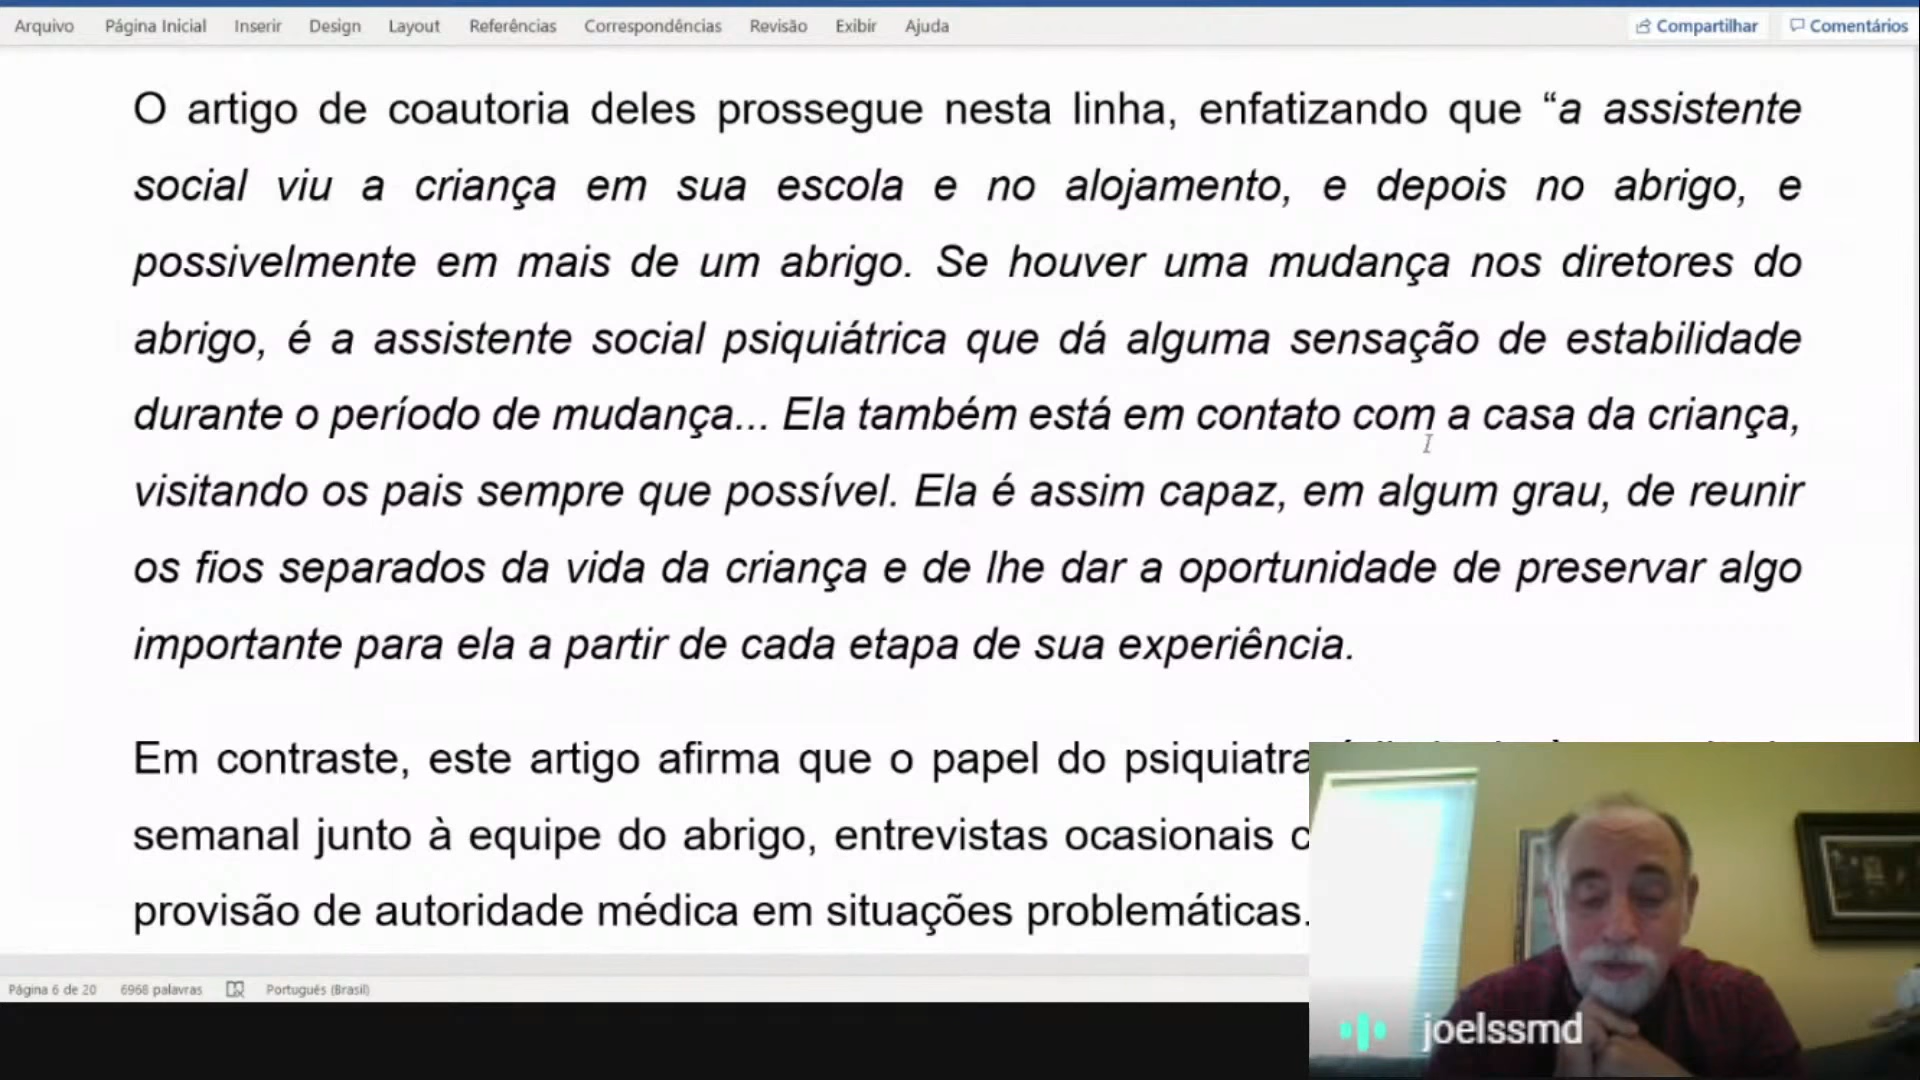 Arquivo Página Inicial Inserir Design Layout Referências Correspondências Revisão Exibir Ajuda Compartilhar Comentários
O artigo de coautoria deles prossegue nesta linha, enfatizando que “a assistente
social viu a criança em sua escola e no alojamento, e depois no abrigo, e
possivelmente em mais de um abrigo. Se houver uma mudança nos diretores do
abrigo, é a assistente social psiquiátrica que dá alguma sensação de estabilidade
durante o período de mudança... Ela também está em contato com a casa da criança,
visitando os pais sempre que possível. Ela é assim capaz, em algum grau, de reunir
os fios separados da vida da criança e de lhe dar a oportunidade de preservar algo
importante para ela a partir de cada etapa de sua experiência.
Em contraste, este artigo afirma que o papel do psiquiatra
semanal junto à equipe do abrigo, entrevistas ocasionais c
provisão de autoridade médica em situações problemáticas.
Página 6 de 20 6968 palavras Português (Brasil)
joelssmd